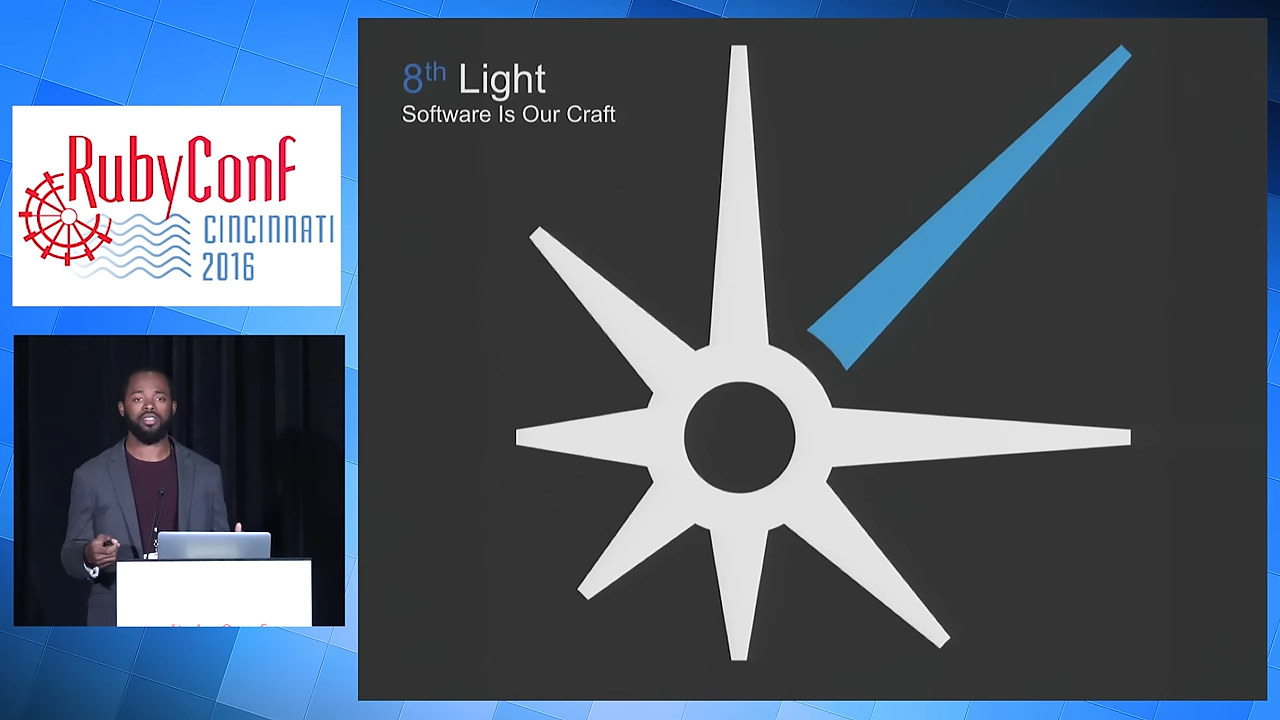 8th Light
Software Is Our Craft
RubyConf
CINCINNATI
2016